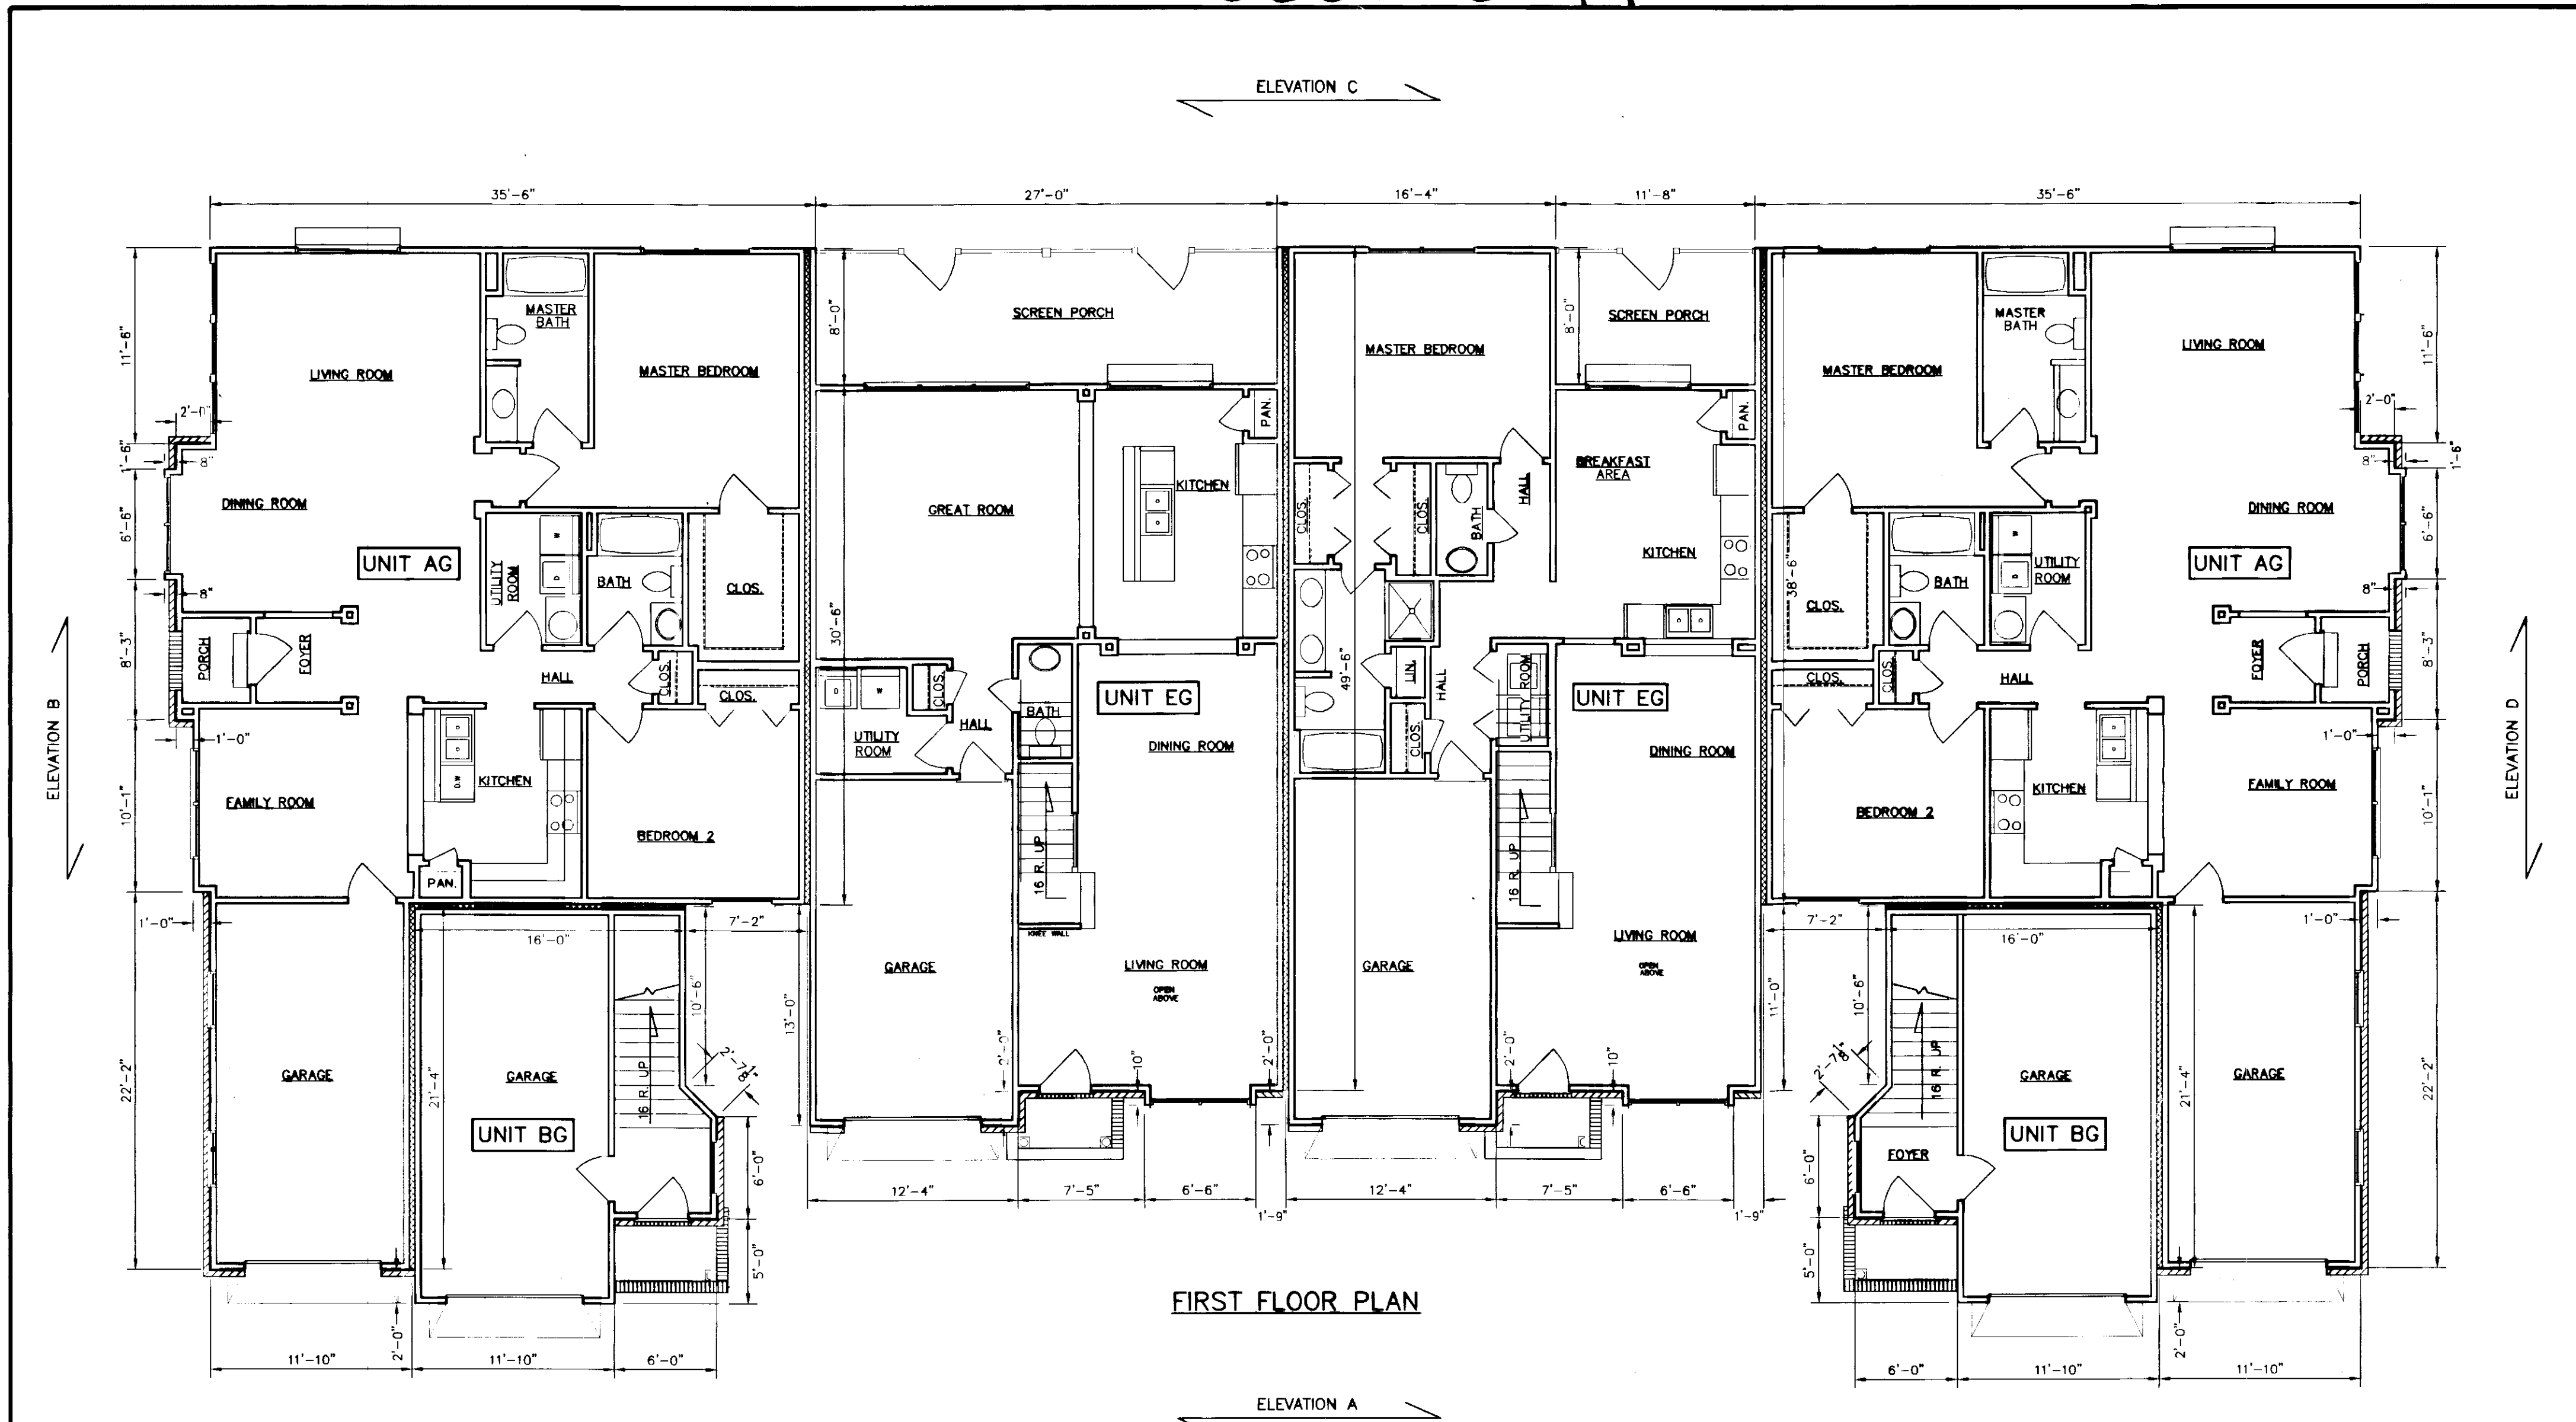 ELEVATION C
35'-6"
27'-0"
16'-4"
11'-8"
35'-6"
11'-6"
2'-0"
1'-6"
8"
6'-6"
8"
8'-3"
1'-0"
10'-1"
1'-0"
22'-2"
ELEVATION B
LIVING ROOM
MASTER
BATH
MASTER BEDROOM
DINING ROOM
UNIT AG
UTILITY
ROOM
W
D
BATH
CLOS.
PORCH
FOYER
HALL
CLOS.
CLOS.
FAMILY ROOM
D.W
KITCHEN
PAN.
BEDROOM 2
GARAGE
16'-0"
7'-2"
10'-6"
13'-0"
21'-4"
GARAGE
16 R. UP
2'-7 1/8"
UNIT BG
6'-0"
5'-0"
2'-0"
11'-10"
11'-10"
6'-0"
8'-0"
SCREEN PORCH
PAN.
KITCHEN
GREAT ROOM
30'-6"
D
W
CLOS.
UTILITY
ROOM
HALL
BATH
UNIT EG
DINING ROOM
16 R. UP
KNEE WALL
GARAGE
LIVING ROOM
OPEN
ABOVE
2'-0"
10"
2'-0"
12'-4"
7'-5"
6'-6"
1'-9"
MASTER BEDROOM
8'-0"
SCREEN PORCH
PAN.
BREAKFAST
AREA
CLOS.
CLOS.
BATH
HALL
KITCHEN
49'-6"
LIN.
HALL
CLOS.
UTILITY ROOM
UNIT EG
DINING ROOM
16 R. UP
GARAGE
LIVING ROOM
OPEN
ABOVE
2'-0"
10"
11'-0"
12'-4"
7'-5"
6'-6"
1'-9"
MASTER BEDROOM
MASTER
BATH
LIVING ROOM
38'-6"
DINING ROOM
UNIT AG
W
D
UTILITY
ROOM
BATH
CLOS.
CLOS.
CLOS.
HALL
FOYER
PORCH
KITCHEN
FAMILY ROOM
BEDROOM 2
11'-6"
2'-0"
1'-6"
8"
6'-6"
8"
8'-3"
1'-0"
10'-1"
1'-0"
22'-2"
ELEVATION D
7'-2"
16'-0"
10'-6"
2'-7 1/8"
16 R. UP
GARAGE
21'-4"
GARAGE
UNIT BG
FOYER
6'-0"
5'-0"
2'-0"
6'-0"
11'-10"
11'-10"
FIRST FLOOR PLAN
ELEVATION A